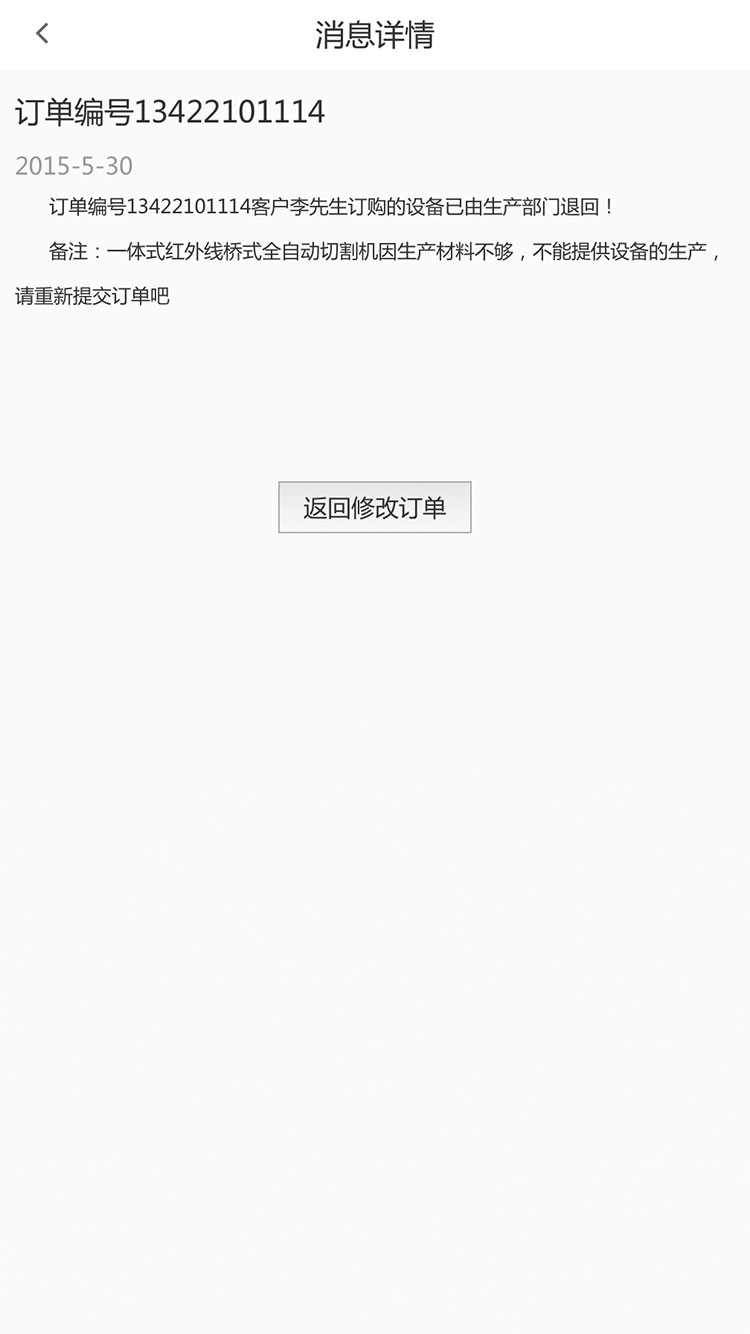 消息详情
订单编号13422101114
2015-5-30
订单编号13422101114客户李先生订购的设备已由生产部门退回！
备注：一体式红外线桥式全自动切割机因生产材料不够，不能提供设备的生产，
请重新提交订单吧
返回修改订单